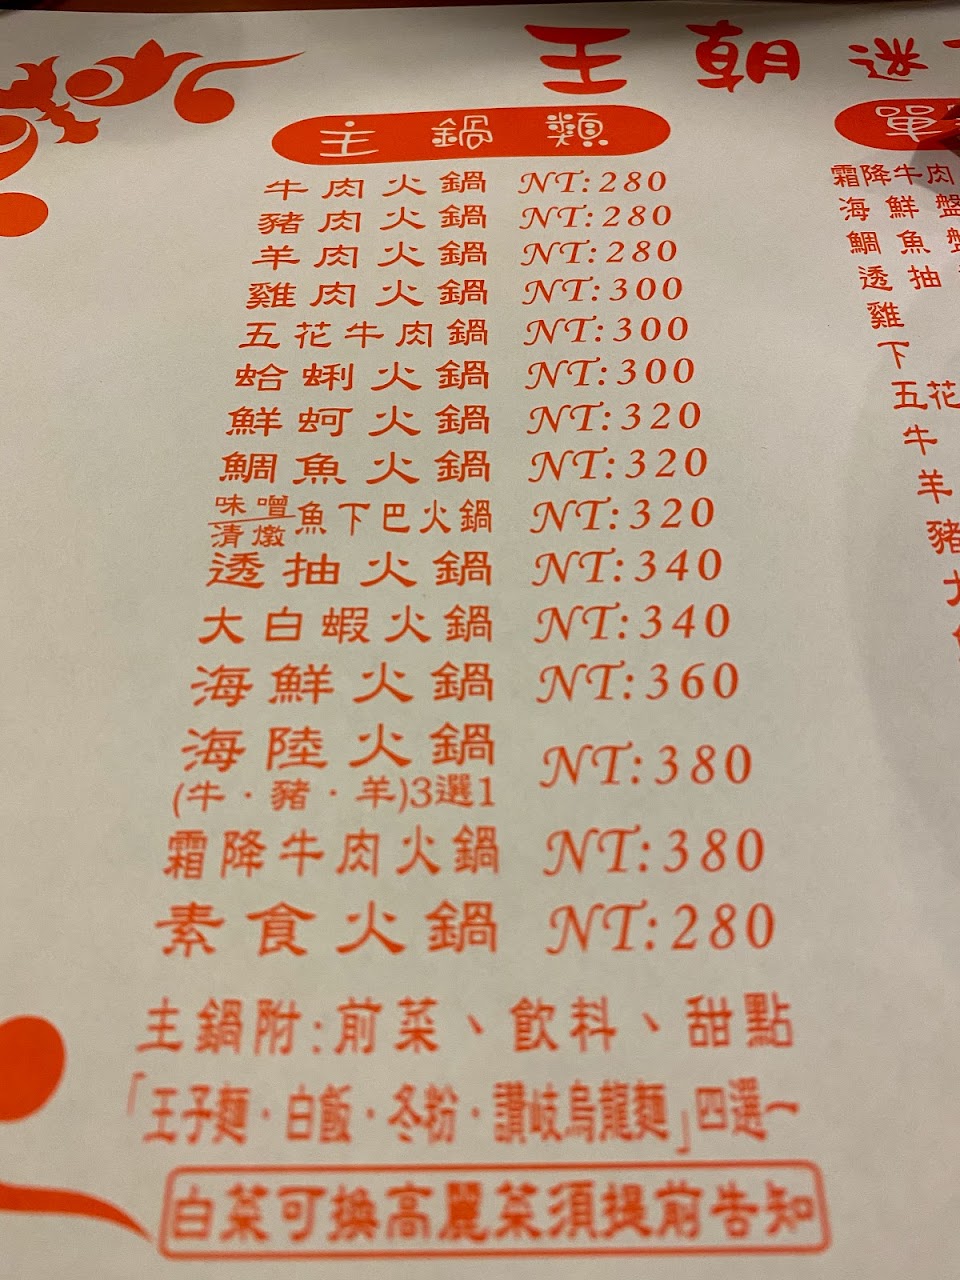 王朝迷
主鍋類
牛肉火鍋 NT:280
豬肉火鍋 NT:280
羊肉火鍋 NT:280
雞肉火鍋 NT:300
五花牛肉鍋 NT:300
蛤蜊火鍋 NT:300
鮮蚵火鍋 NT:320
鯛魚火鍋 NT:320
味噌
清燉魚下巴火鍋 NT:320
透抽火鍋 NT:340
大白蝦火鍋 NT:340
海鮮火鍋 NT:360
海陸火鍋 NT:380
(牛·豬·羊)3選1
霜降牛肉火鍋 NT:380
素食火鍋 NT:280
主鍋附:前菜、飲料、甜點
「王子麵·白飯·冬粉·讚岐烏龍麵」四選一
白菜可換高麗菜須提前告知
單
霜降牛肉
海鮮盤
鯛魚盤
透抽
雞
下
五花
牛
羊
豬